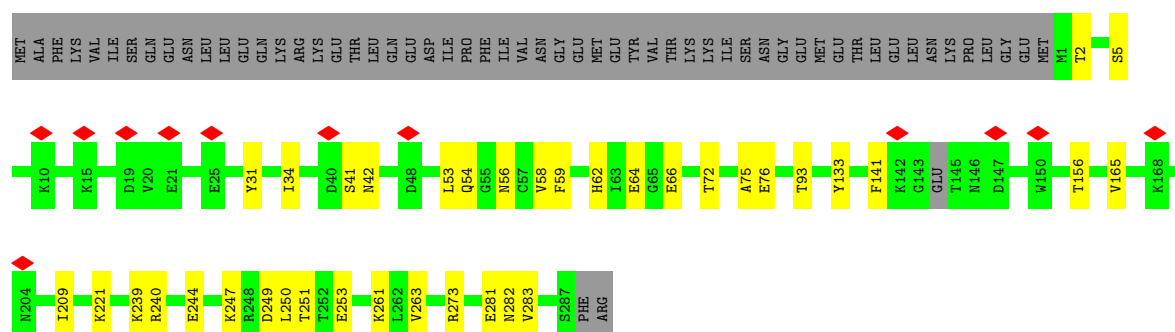 MET ALA PHE LYS VAL ILE SER GLN GLU ASN LEU LEU GLU GLN LYS ARG LYS GLU THR LEU GLN GLU ASP ILE PRO PHE ILE VAL ASN GLY GLU MET GLU TYR VAL THR LYS LYS ILE SER ASN GLY GLU MET GLU THR LEU GLU LEU ASN LYS PRO LEU GLY GLU MET M1 T2 S5
K10 K15 D19 V20 E21 E25 Y31 I34 D40 S41 N42 D48 L53 Q54 G55 N56 C57 V58 F59 H62 I63 E64 G65 E66 T72 A75 E76 T93 Y133 F141 K142 G143 GLU T145 N146 D147 W150 T156 V165 K168
N204 I209 K221 K239 R240 E244 K247 R248 D249 L250 T251 T252 E253 K261 L262 V263 R273 E281 N282 V283 S287 PHE ARG